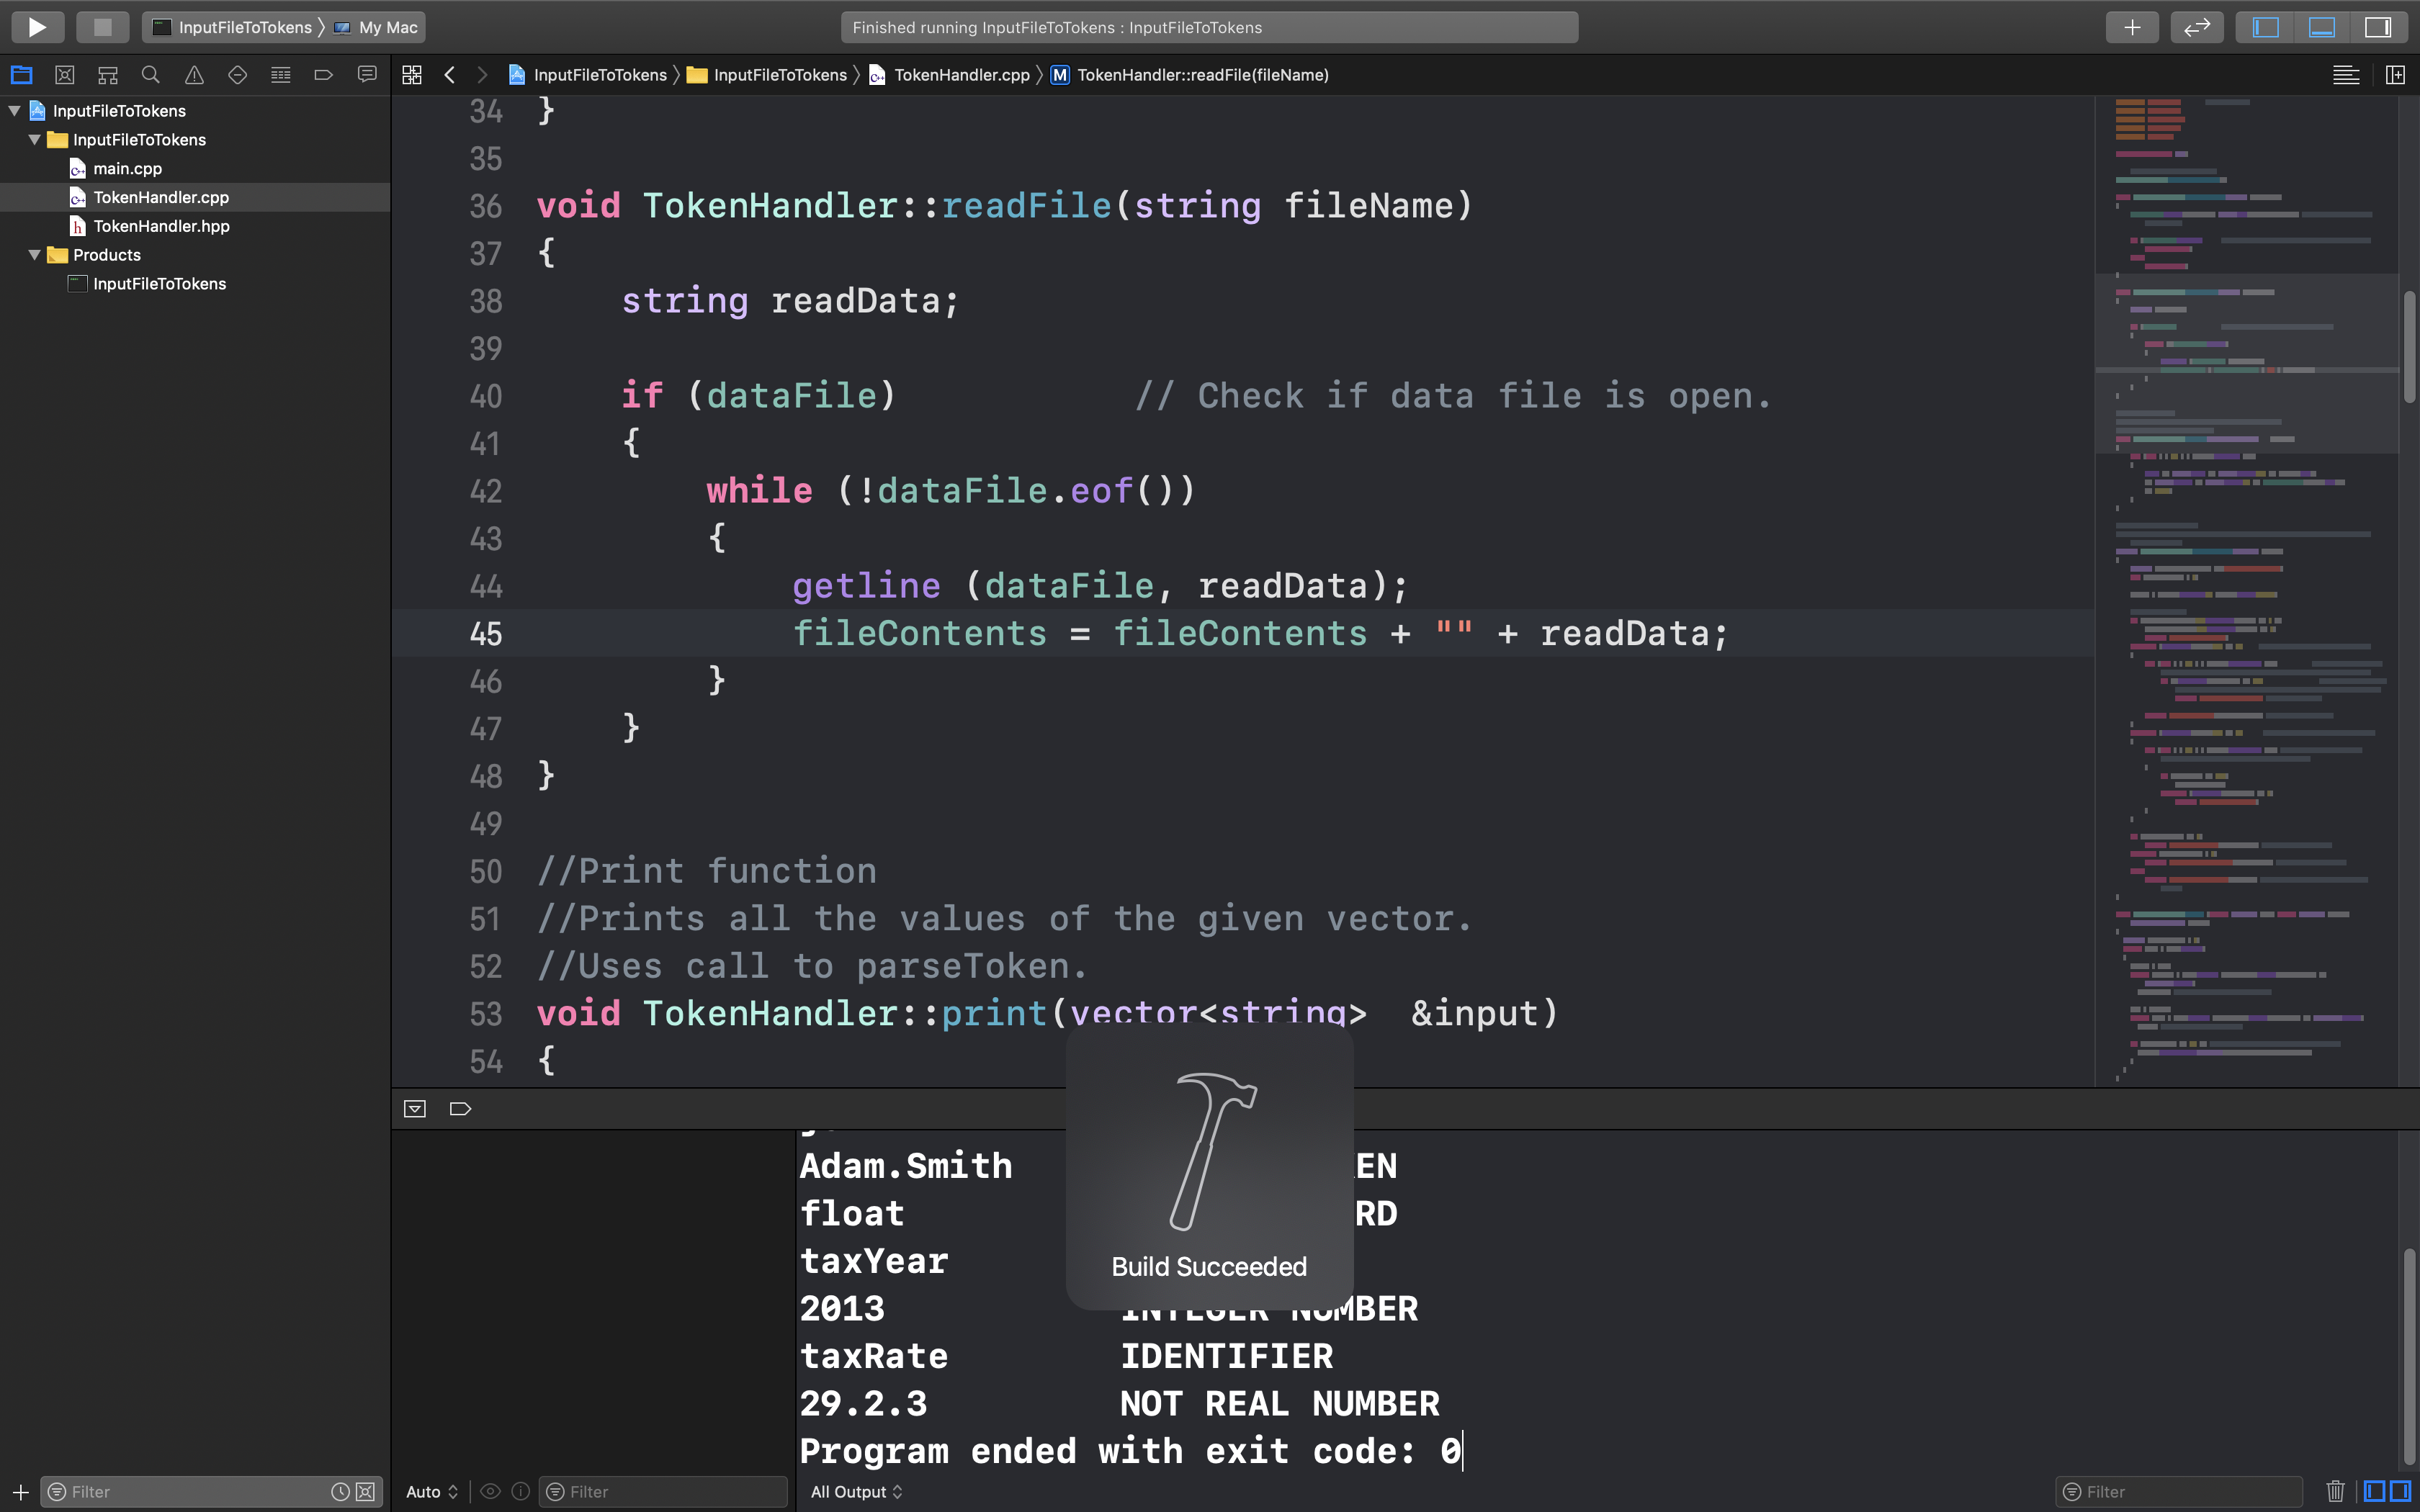 InputFileToTokens 〉 My Mac
Finished running InputFileToTokens : InputFileToTokens
InputFileToTokens 〉 InputFileToTokens 〉 TokenHandler.cpp 〉 M TokenHandler::readFile(fileName)
InputFileToTokens
InputFileToTokens
main.cpp
TokenHandler.cpp
h TokenHandler.hpp
Products
InputFileToTokens
34 }
35
36 void TokenHandler::readFile(string fileName)
37 {
38 string readData;
39
40 if (dataFile) // Check if data file is open.
41 {
42 while (!dataFile.eof())
43 {
44 getline (dataFile, readData);
45 fileContents = fileContents + "" + readData;
46 }
47 }
48 }
49
50 //Print function
51 //Prints all the values of the given vector.
52 //Uses call to parseToken.
53 void TokenHandler::print(vector<string> &input)
54 {
Adam.Smith EN
float RD
taxYear
2013 INTEGER NUMBER
taxRate IDENTIFIER
29.2.3 NOT REAL NUMBER
Program ended with exit code: 0
Build Succeeded
Filter
Auto
Filter
All Output
Filter